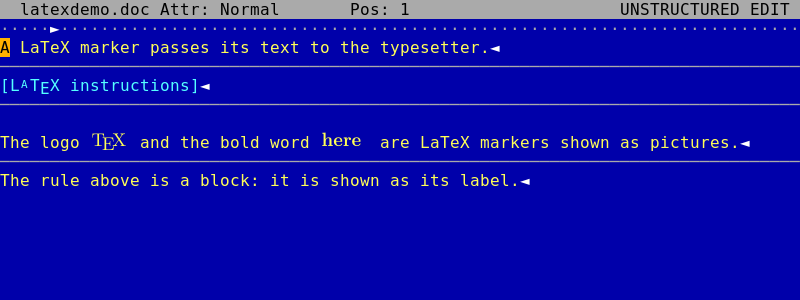 latexdemo.doc Attr: Normal Pos: 1 UNSTRUCTURED EDIT
A LaTeX marker passes its text to the typesetter.◄
[LATEX instructions]◄
The logo TEX and the bold word here are LaTeX markers shown as pictures.◄
The rule above is a block: it is shown as its label.◄